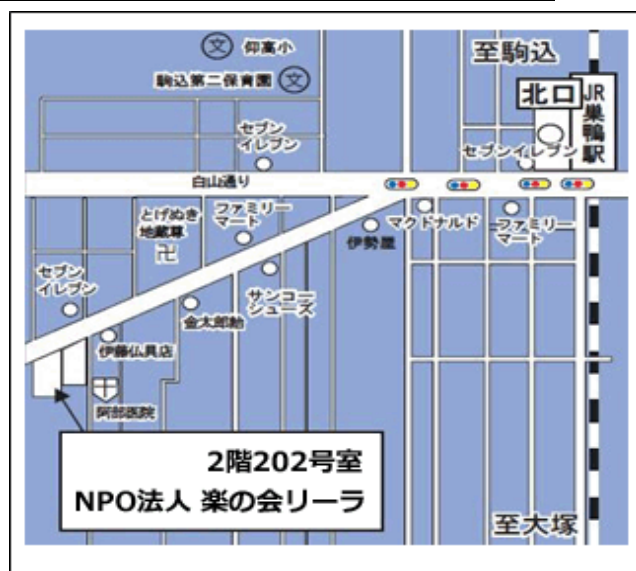 文 仰高小
駒込第二保育園 文
至駒込
北口
JR
巣鴨駅
セブン
イレブン
セブンイレブン
白山通り
とげぬき
地蔵尊
卍
ファミリー
マート
伊勢屋
マクドナルド
ファミリー
マート
セブン
イレブン
サンコー
シューズ
金太郎飴
伊藤仏具店
阿部医院
2階202号室
NPO法人 楽の会リーラ
至大塚